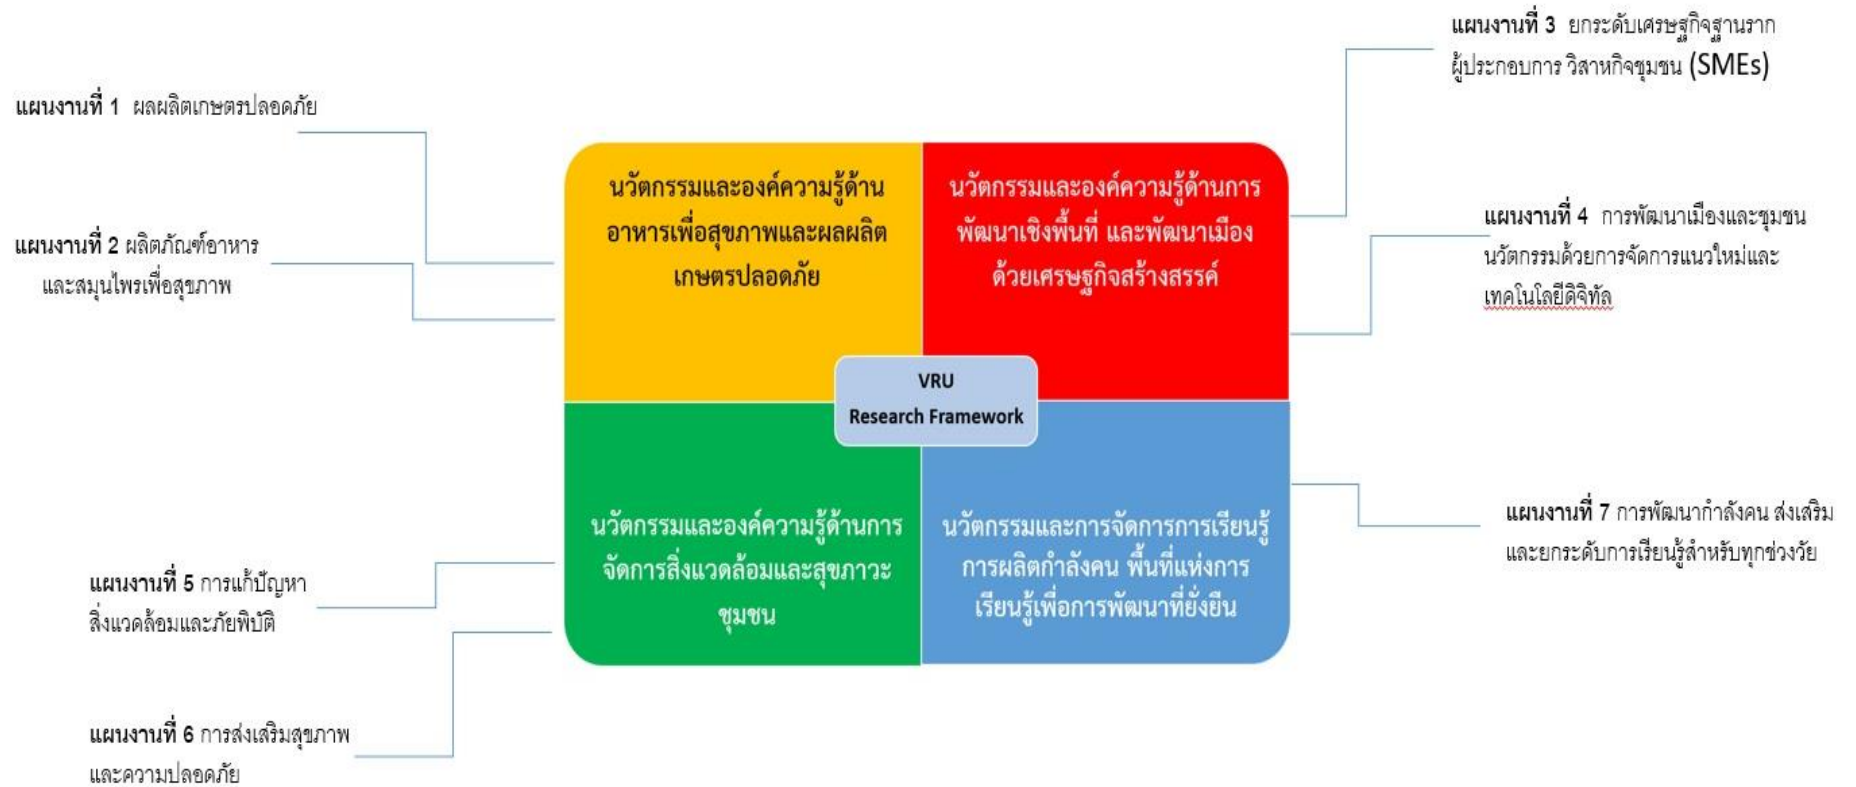 แผนงานที่ 1 ผลผลิตเกษตรปลอดภัย
แผนงานที่ 2 ผลิตภัณฑ์อาหาร
และสมุนไพรเพื่อสุขภาพ
แผนงานที่ 3 ยกระดับเศรษฐกิจฐานราก
ผู้ประกอบการ วิสาหกิจชุมชน (SMEs)
แผนงานที่ 4 การพัฒนาเมืองและชุมชน
นวัตกรรมด้วยการจัดการแนวใหม่และ
เทคโนโลยีดิจิทัล
นวัตกรรมและองค์ความรู้ด้าน
อาหารเพื่อสุขภาพและผลผลิต
เกษตรปลอดภัย
นวัตกรรมและองค์ความรู้ด้านการ
พัฒนาเชิงพื้นที่ และพัฒนาเมือง
ด้วยเศรษฐกิจสร้างสรรค์
VRU
Research Framework
นวัตกรรมและองค์ความรู้ด้านการ
จัดการสิ่งแวดล้อมและสุขภาวะ
ชุมชน
นวัตกรรมและการจัดการการเรียนรู้
การผลิตกำลังคน พื้นที่แห่งการ
เรียนรู้เพื่อการพัฒนาที่ยั่งยืน
แผนงานที่ 5 การแก้ปัญหา
สิ่งแวดล้อมและภัยพิบัติ
แผนงานที่ 6 การส่งเสริมสุขภาพ
และความปลอดภัย
แผนงานที่ 7 การพัฒนากำลังคน ส่งเสริม
และยกระดับการเรียนรู้สำหรับทุกช่วงวัย